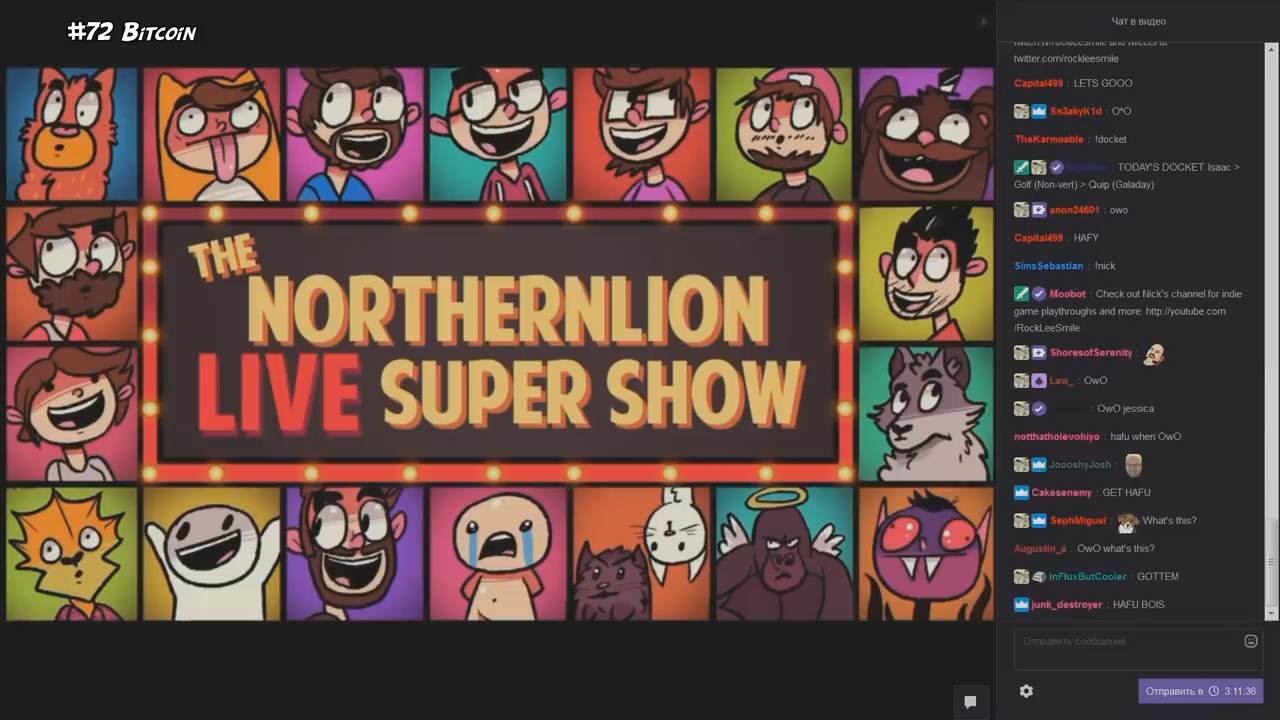 #72 BITCOIN
THE
NORTHERNLION
LIVE SUPER SHOW
Чат в видео
twitch.tv/rockleesmile and tweets at
twitter.com/rockleesmile
Capital499 : LETS GOOO
Sn3akyK1d : O^O
TheKarmoable : !docket
: TODAY'S DOCKET: Isaac >
Golf (Non-vert) > Quip (Galaday)
anon24601 : owo
Capital499 : HAFY
SimsSebastian : !nick
Moobot : Check out Nick's channel for indie
game playthroughs and more: http://youtube.com
/RockLeeSmile
ShoresofSerenity :
Law_ : OwO
: OwO jessica
notthatholevohiyo : hafu when OwO
JoooshyJosh :
Cakesenemy : GET HAFU
SephMiguel : What's this?
Augustin_a : OwO what's this?
inFluxButCooler : GOTTEM
junk_destroyer : HAFU BOIS
Отправить сообщение
Отправить в 3:11:36